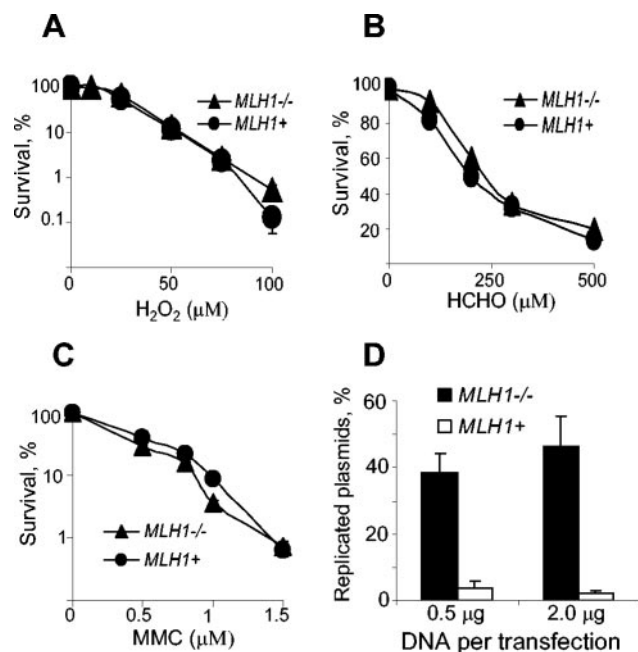 A
Survival, %
100
10
1
0.1
MLH1-/-
MLH1+
0
50
100
H2O2 (μM)
B
Survival, %
100
80
60
40
20
MLH1-/-
MLH1+
0
250
500
HCHO (μM)
C
Survival, %
100
10
1
MLH1-/-
MLH1+
0
0.5
1
1.5
MMC (μM)
D
Replicated plasmids, %
60
40
20
0
MLH1-/-
MLH1+
0.5 μg
2.0 μg
DNA per transfection